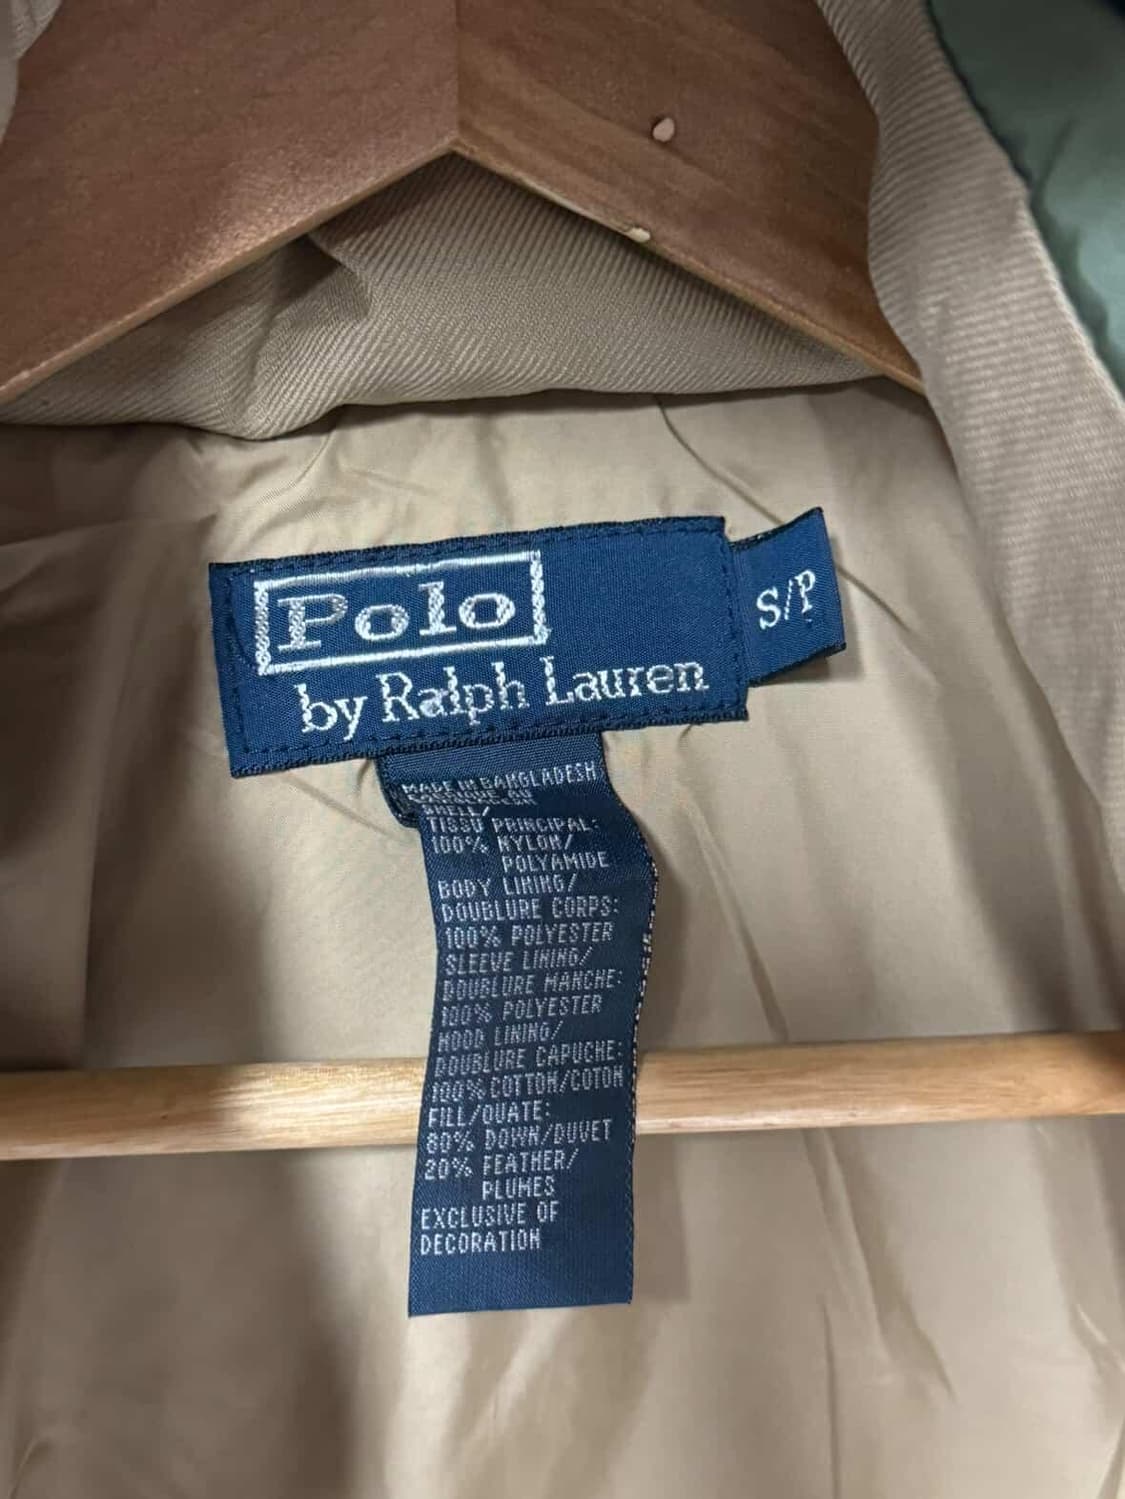 Polo
by Ralph Lauren
S/P
MADE IN BANGLADESH
SHELL/
TISSU PRINCIPAL:
100% NYLON/
POLYAMIDE
BODY LINING/
DOUBLURE CORPS:
100% POLYESTER
SLEEVE LINING/
DOUBLURE MANCHE:
100% POLYESTER
HOOD LINING/
DOUBLURE CAPUCHE:
100% COTTON/COTON
FILL/OUATE:
80% DOWN/DUVET
20% FEATHER/
PLUMES
EXCLUSIVE OF
DECORATION